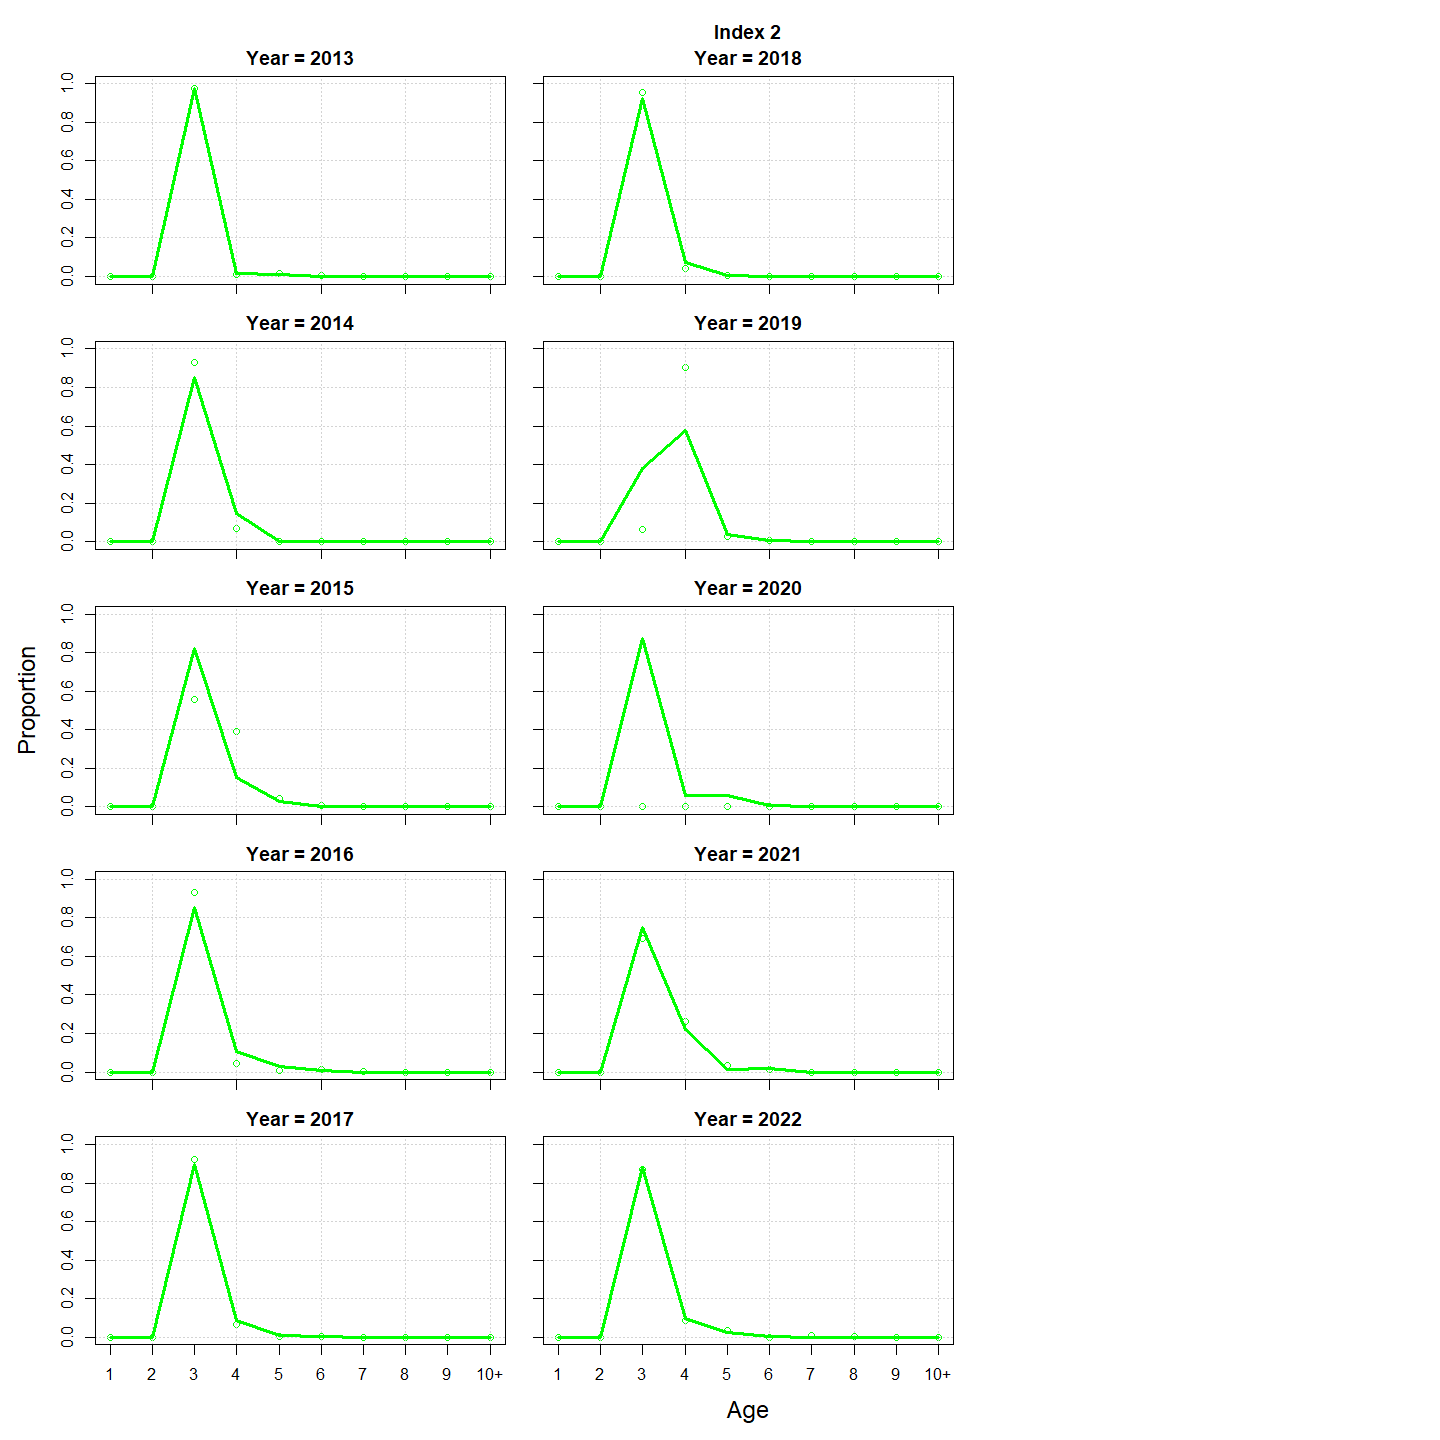 Index 2
Year = 2013
Year = 2018
0.0 0.2 0.4 0.6 0.8 1.0
Year = 2014
Year = 2019
0.0 0.2 0.4 0.6 0.8 1.0
Year = 2015
Year = 2020
0.0 0.2 0.4 0.6 0.8 1.0
Proportion
Year = 2016
Year = 2021
0.0 0.2 0.4 0.6 0.8 1.0
Year = 2017
Year = 2022
0.0 0.2 0.4 0.6 0.8 1.0
1 2 3 4 5 6 7 8 9 10+
1 2 3 4 5 6 7 8 9 10+
Age